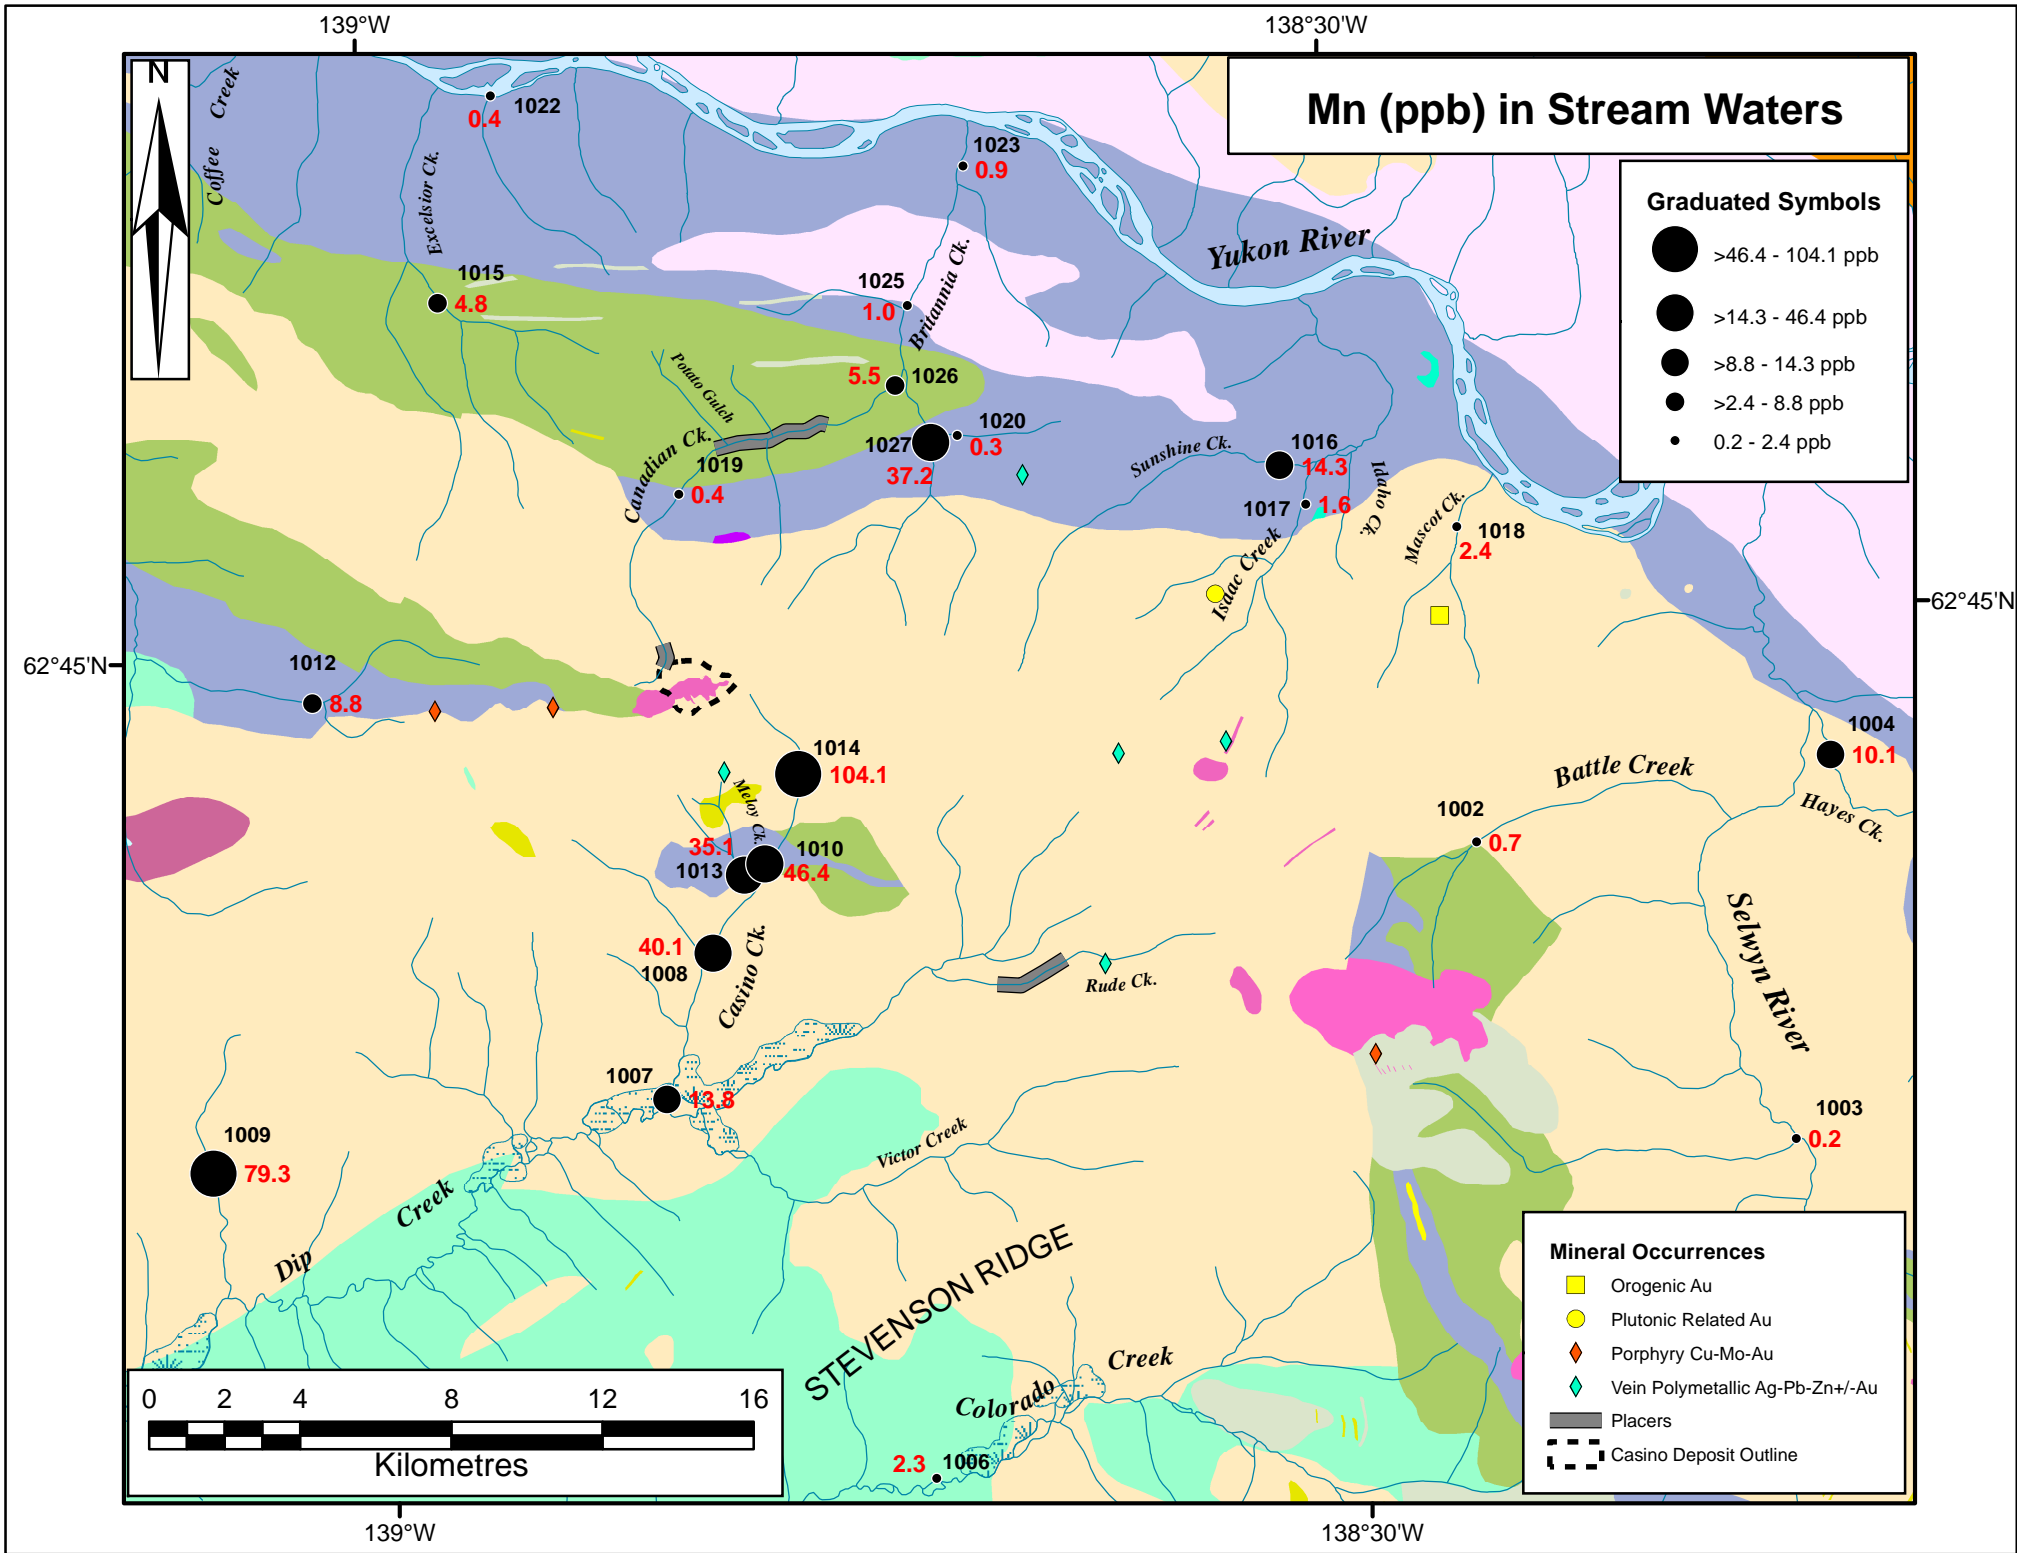 139°W
138°30'W
N
Mn (ppb) in Stream Waters
Coffee Creek
1022
0.4
1023
0.9
Graduated Symbols
>46.4 - 104.1 ppb
>14.3 - 46.4 ppb
>8.8 - 14.3 ppb
>2.4 - 8.8 ppb
0.2 - 2.4 ppb
Excelsior Ck.
Yukon River
1015
4.8
1025
1.0
Britannia Ck.
Potato Gulch
5.5
1026
Canadian Ck.
1019
0.4
1027
37.2
1020
0.3
Sunshine Ck.
1016
14.3
1017
1.6
Idaho Ck.
Isaac Creek
Mascot Ck.
1018
2.4
62°45'N
62°45'N
1012
8.8
1014
104.1
Meloy Ck.
35.1
1013
1010
46.4
1004
10.1
Battle Creek
Hayes Ck.
1002
0.7
40.1
1008
Casino Ck.
Rude Ck.
Selwyn River
1007
13.8
1009
79.3
1003
0.2
Victor Creek
Dip Creek
STEVENSON RIDGE
Colorado Creek
2.3
1006
0 2 4 8 12 16
Kilometres
Mineral Occurrences
Orogenic Au
Plutonic Related Au
Porphyry Cu-Mo-Au
Vein Polymetallic Ag-Pb-Zn+/-Au
Placers
Casino Deposit Outline
139°W
138°30'W